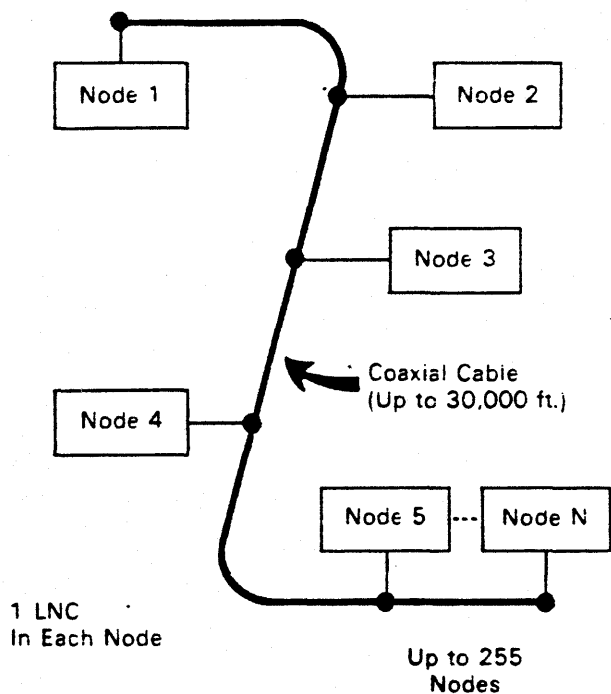 Node 1
Node 2
Node 3
Coaxial Cable
(Up to 30,000 ft.)
Node 4
Node 5
Node N
1 LNC
In Each Node
Up to 255
Nodes